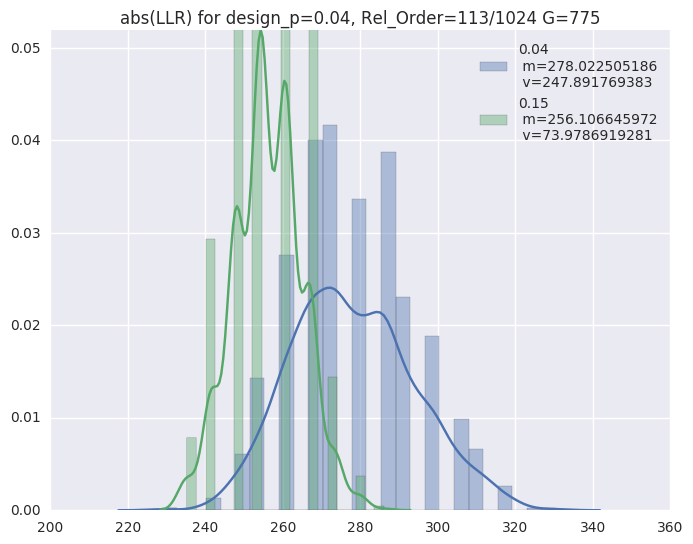 abs(LLR) for design_p=0.04, Rel_Order=113/1024 G=775
0.05
0.04
0.03
0.02
0.01
0.00
200 220 240 260 280 300 320 340 360
0.04
m=278.022505186
v=247.891769383
0.15
m=256.106645972
v=73.9786919281